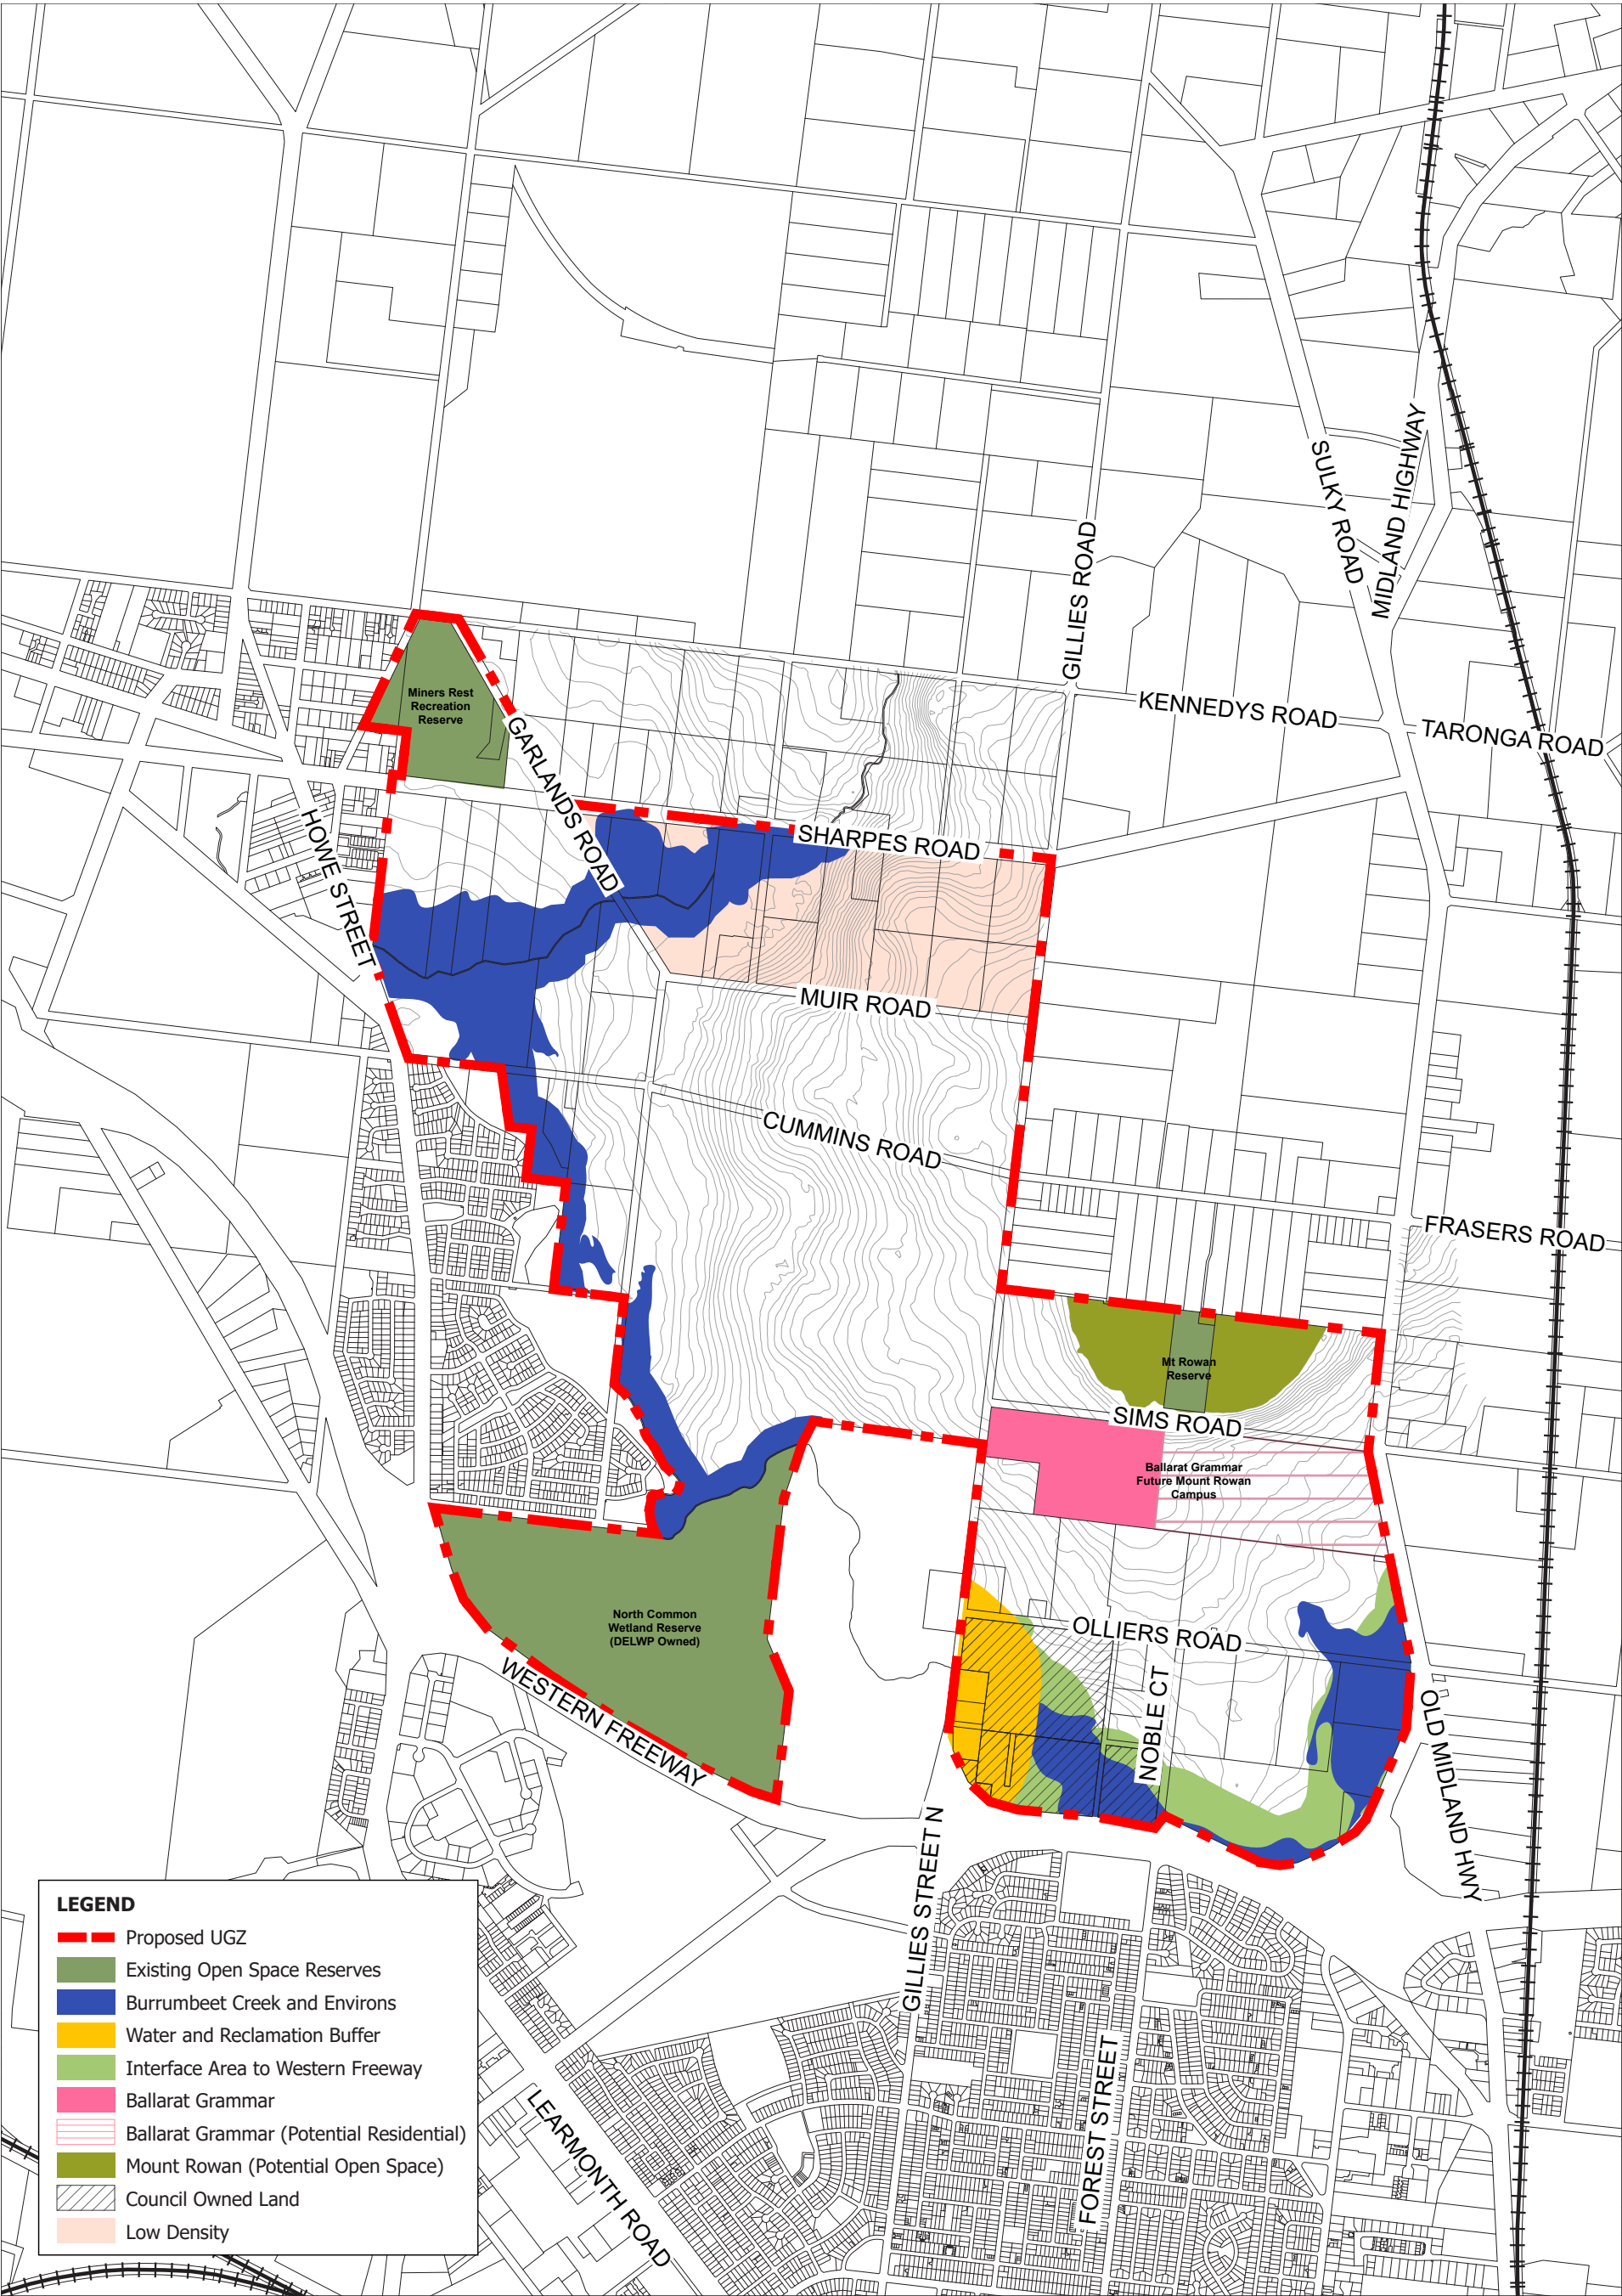 SULKY ROAD
MIDLAND HIGHWAY
GILLIES ROAD
KENNEDYS ROAD
TARONGA ROAD
Miners Rest
Recreation
Reserve
GARLANDS ROAD
HOWE STREET
SHARPES ROAD
MUIR ROAD
CUMMINS ROAD
FRASERS ROAD
Mt Rowan
Reserve
SIMS ROAD
Ballarat Grammar
Future Mount Rowan
Campus
North Common
Wetland Reserve
(DELWP Owned)
OLLIERS ROAD
NOBLE CT
WESTERN FREEWAY
OLD MIDLAND HWY
GILLIES STREET N
FOREST STREET
LEARMONTH ROAD
LEGEND
Proposed UGZ
Existing Open Space Reserves
Burrumbeet Creek and Environs
Water and Reclamation Buffer
Interface Area to Western Freeway
Ballarat Grammar
Ballarat Grammar (Potential Residential)
Mount Rowan (Potential Open Space)
Council Owned Land
Low Density